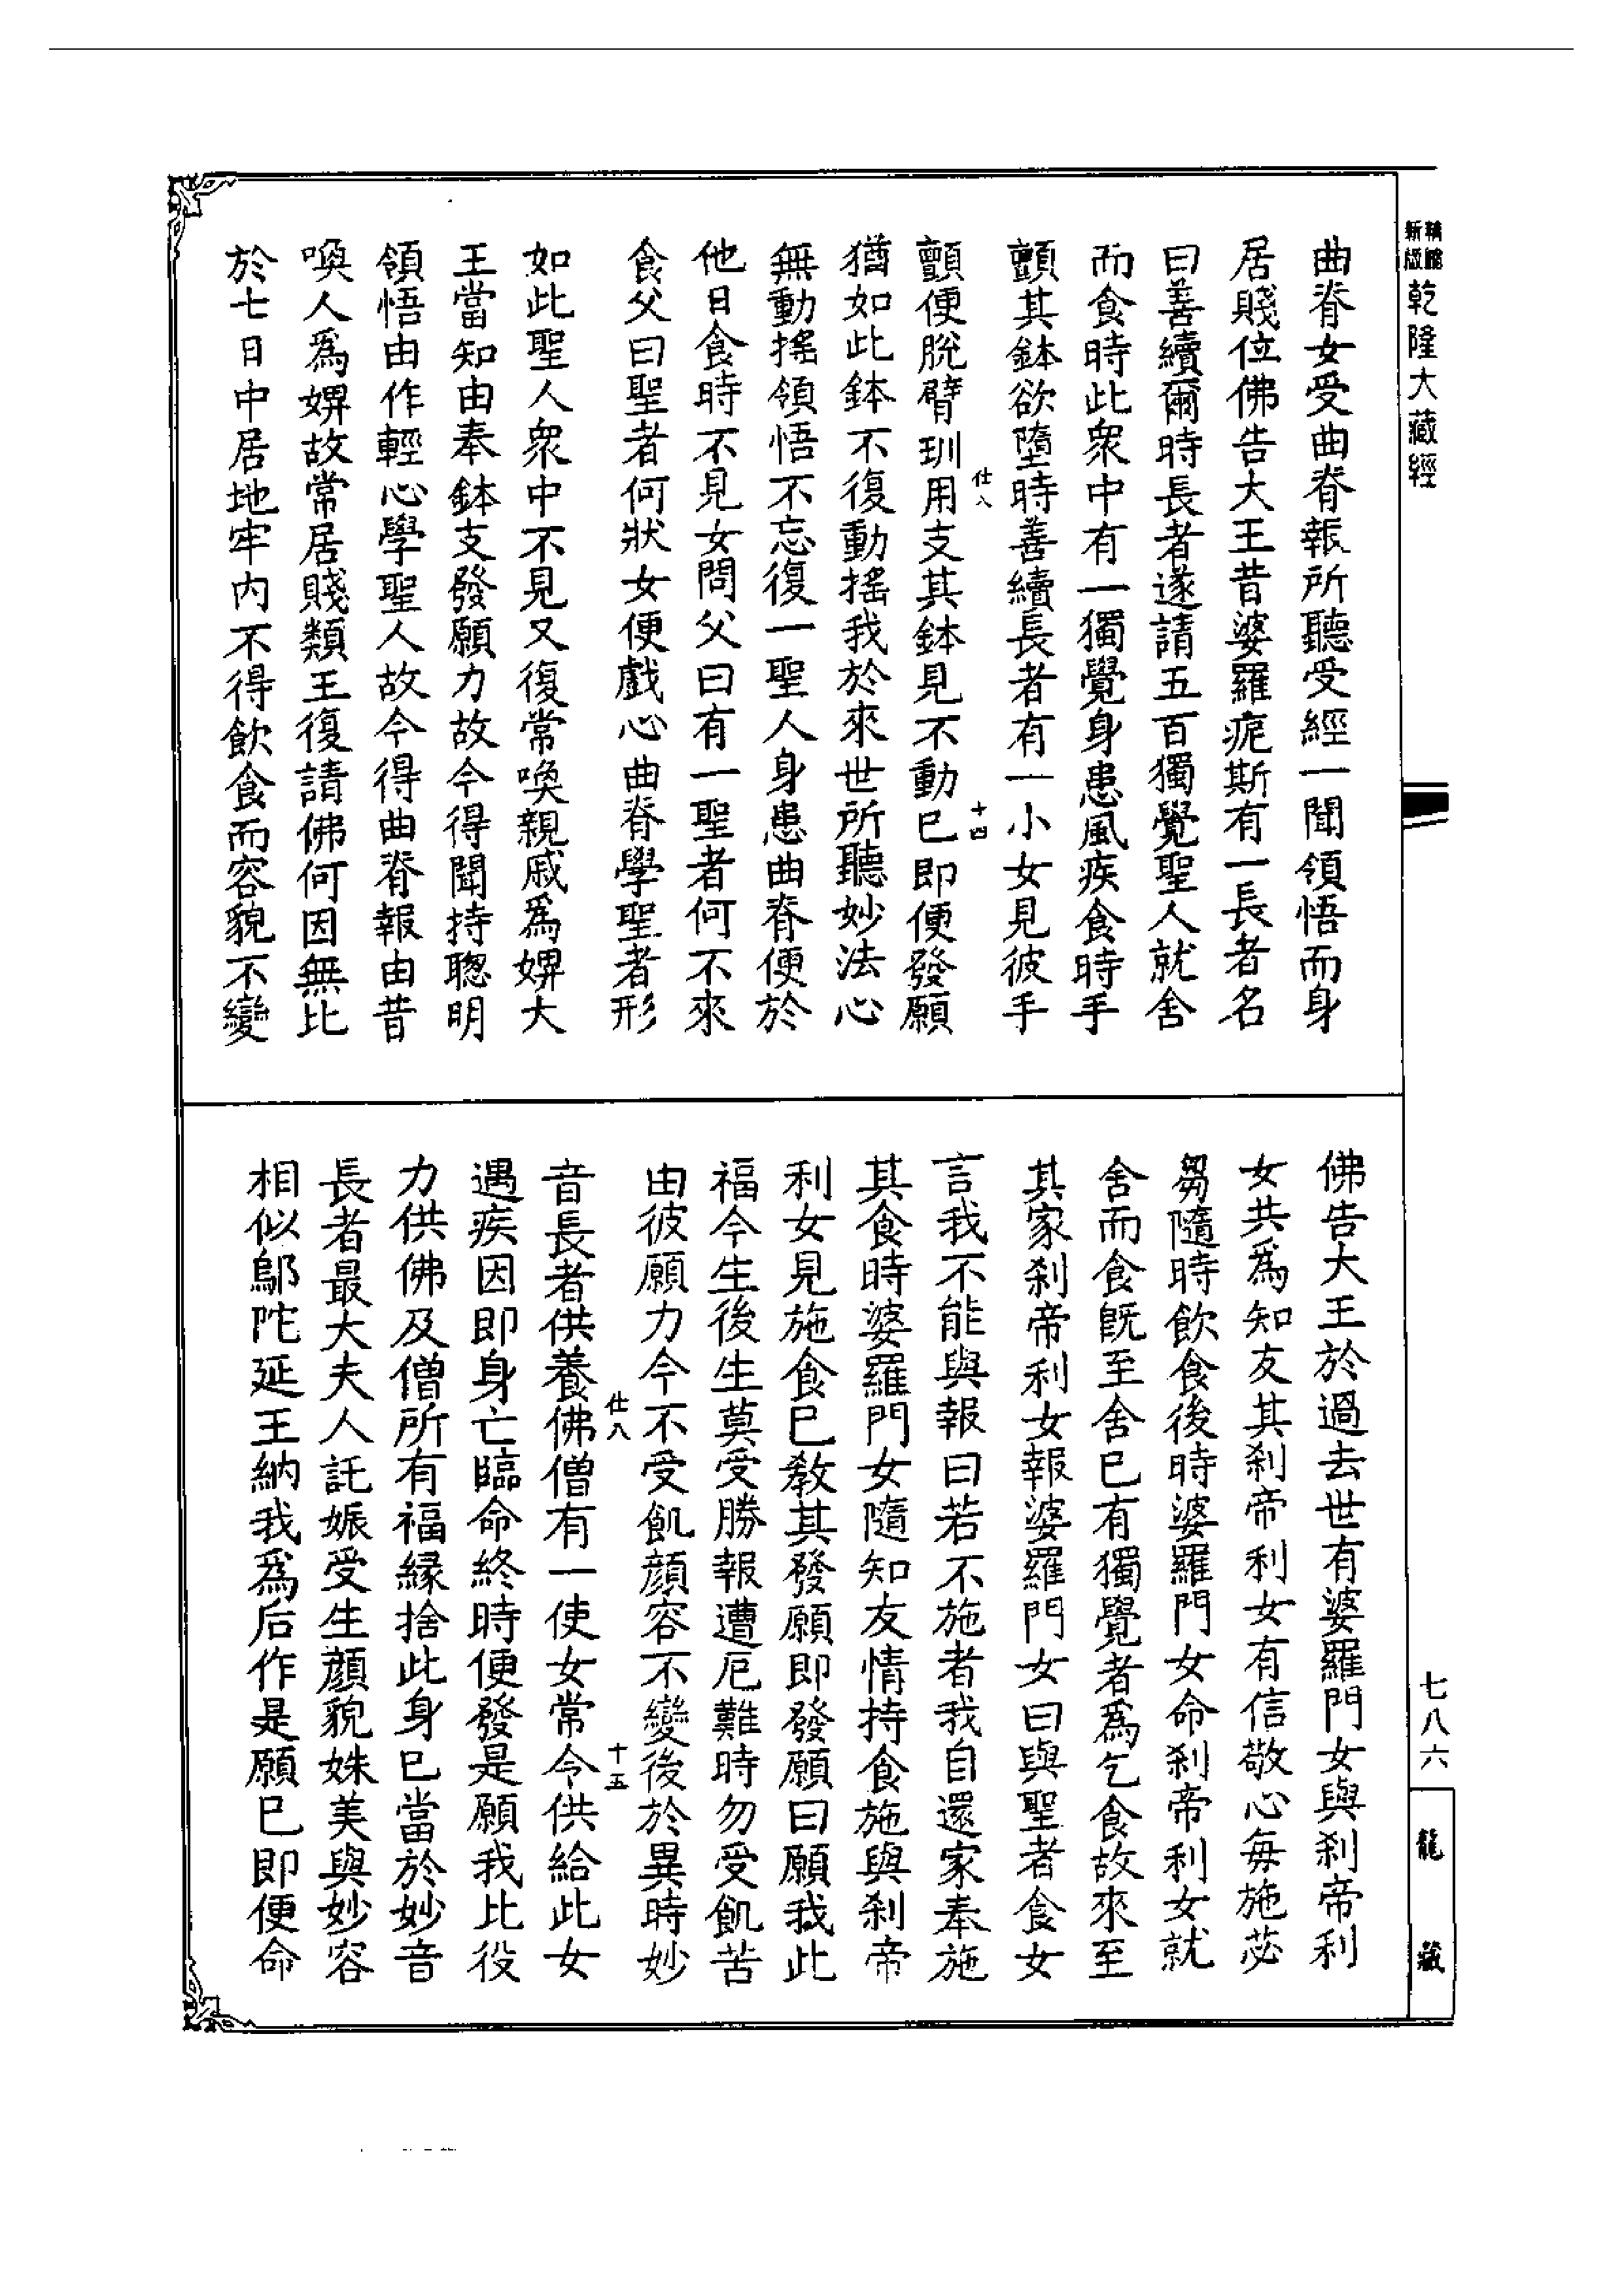 新編縮版乾隆大藏經
曲脊女受曲脊報所聽受經一聞領悟而身
居賤位佛告大王昔婆羅痆斯有一長者名
曰善續爾時長者遂請五百獨覺聖人就舍
而食時此衆中有一獨覺身患風疾食時手
顫其鉢欲墮時善續長者有一小女見彼手
仕八
十四
顫便脫臂玔用支其鉢見不動已即便發願
猶如此鉢不復動搖我於來世所聽妙法心
無動搖領悟不忘復一聖人身患曲脊便於
他日食時不見女問父曰有一聖者何不來
食父曰聖者何狀女便戲心曲脊學聖者形
如此聖人衆中不見又復常喚親戚爲婢大
王當知由奉鉢支發願力故今得聞持聰明
領悟由作輕心學聖人故今得曲脊報由昔
喚人爲婢故常居賤類王復請佛何因無比
於七日中居地牢内不得飲食而容貌不變
佛告大王於過去世有婆羅門女與刹帝利
女共爲知友其刹帝利女有信敬心每施苾
芻隨時飲食後時婆羅門女命刹帝利女就
舍而食既至舍已有獨覺者爲乞食故來至
其家刹帝利女報婆羅門女曰與聖者食女
言我不能與報曰若不施者我自還家奉施
其食時婆羅門女隨知友情持食施與刹帝
利女見施食已教其發願即發願曰願我此
福今生後生莫受勝報遭厄難時勿受飢苦
由彼願力今不受飢顔容不變後於異時妙
仕八
十五
音長者供養佛僧有一使女常令供給此女
遇疾因即身亡臨命終時便發是願我比役
力供佛及僧所有福緣捨此身已當於妙音
長者最大夫人託娠受生顔貌姝美與妙容
相似鄔陀延王納我爲后作是願已即便命
七八六
龍藏